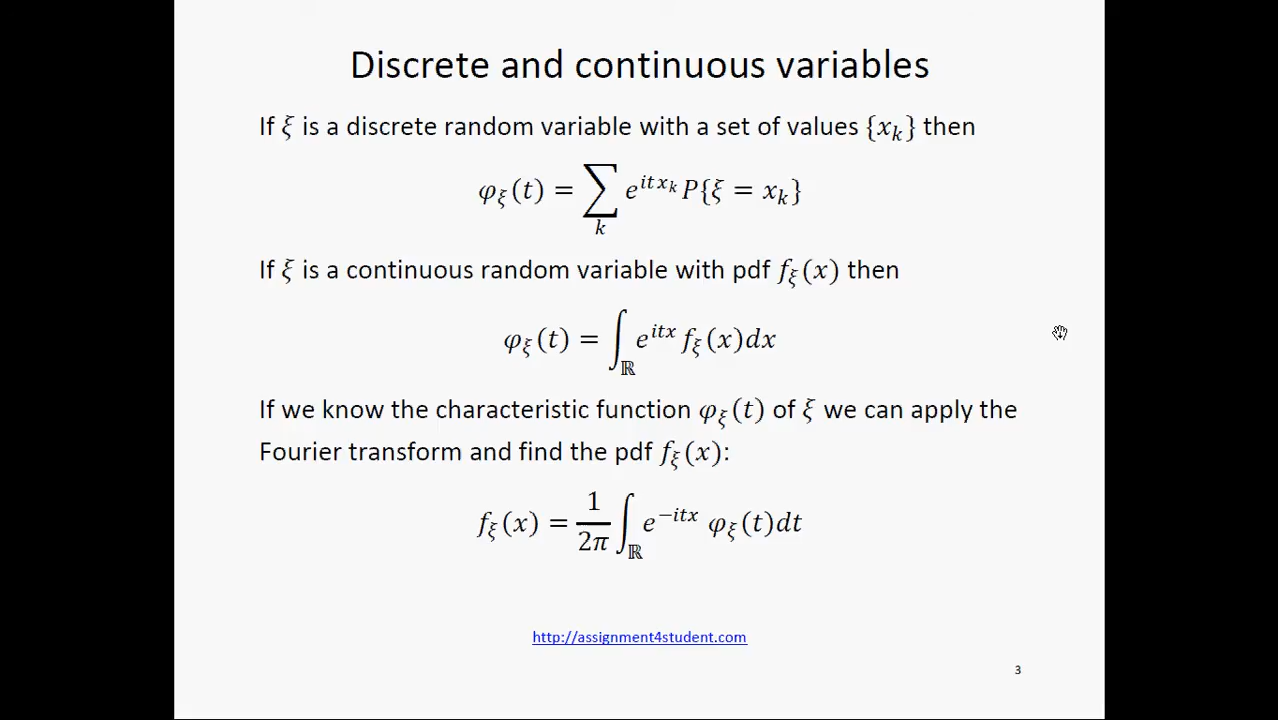 Discrete and continuous variables
If ξ is a discrete random variable with a set of values {xₖ} then
φ_ξ(t) = ∑_k e^{itxₖ} P{ξ = xₖ}
If ξ is a continuous random variable with pdf f_ξ(x) then
φ_ξ(t) = ∫_ℝ e^{itx} f_ξ(x)dx
If we know the characteristic function φ_ξ(t) of ξ we can apply the
Fourier transform and find the pdf f_ξ(x):
f_ξ(x) = 1/2π ∫_ℝ e^{−itx} φ_ξ(t)dt
http://assignment4student.com
3